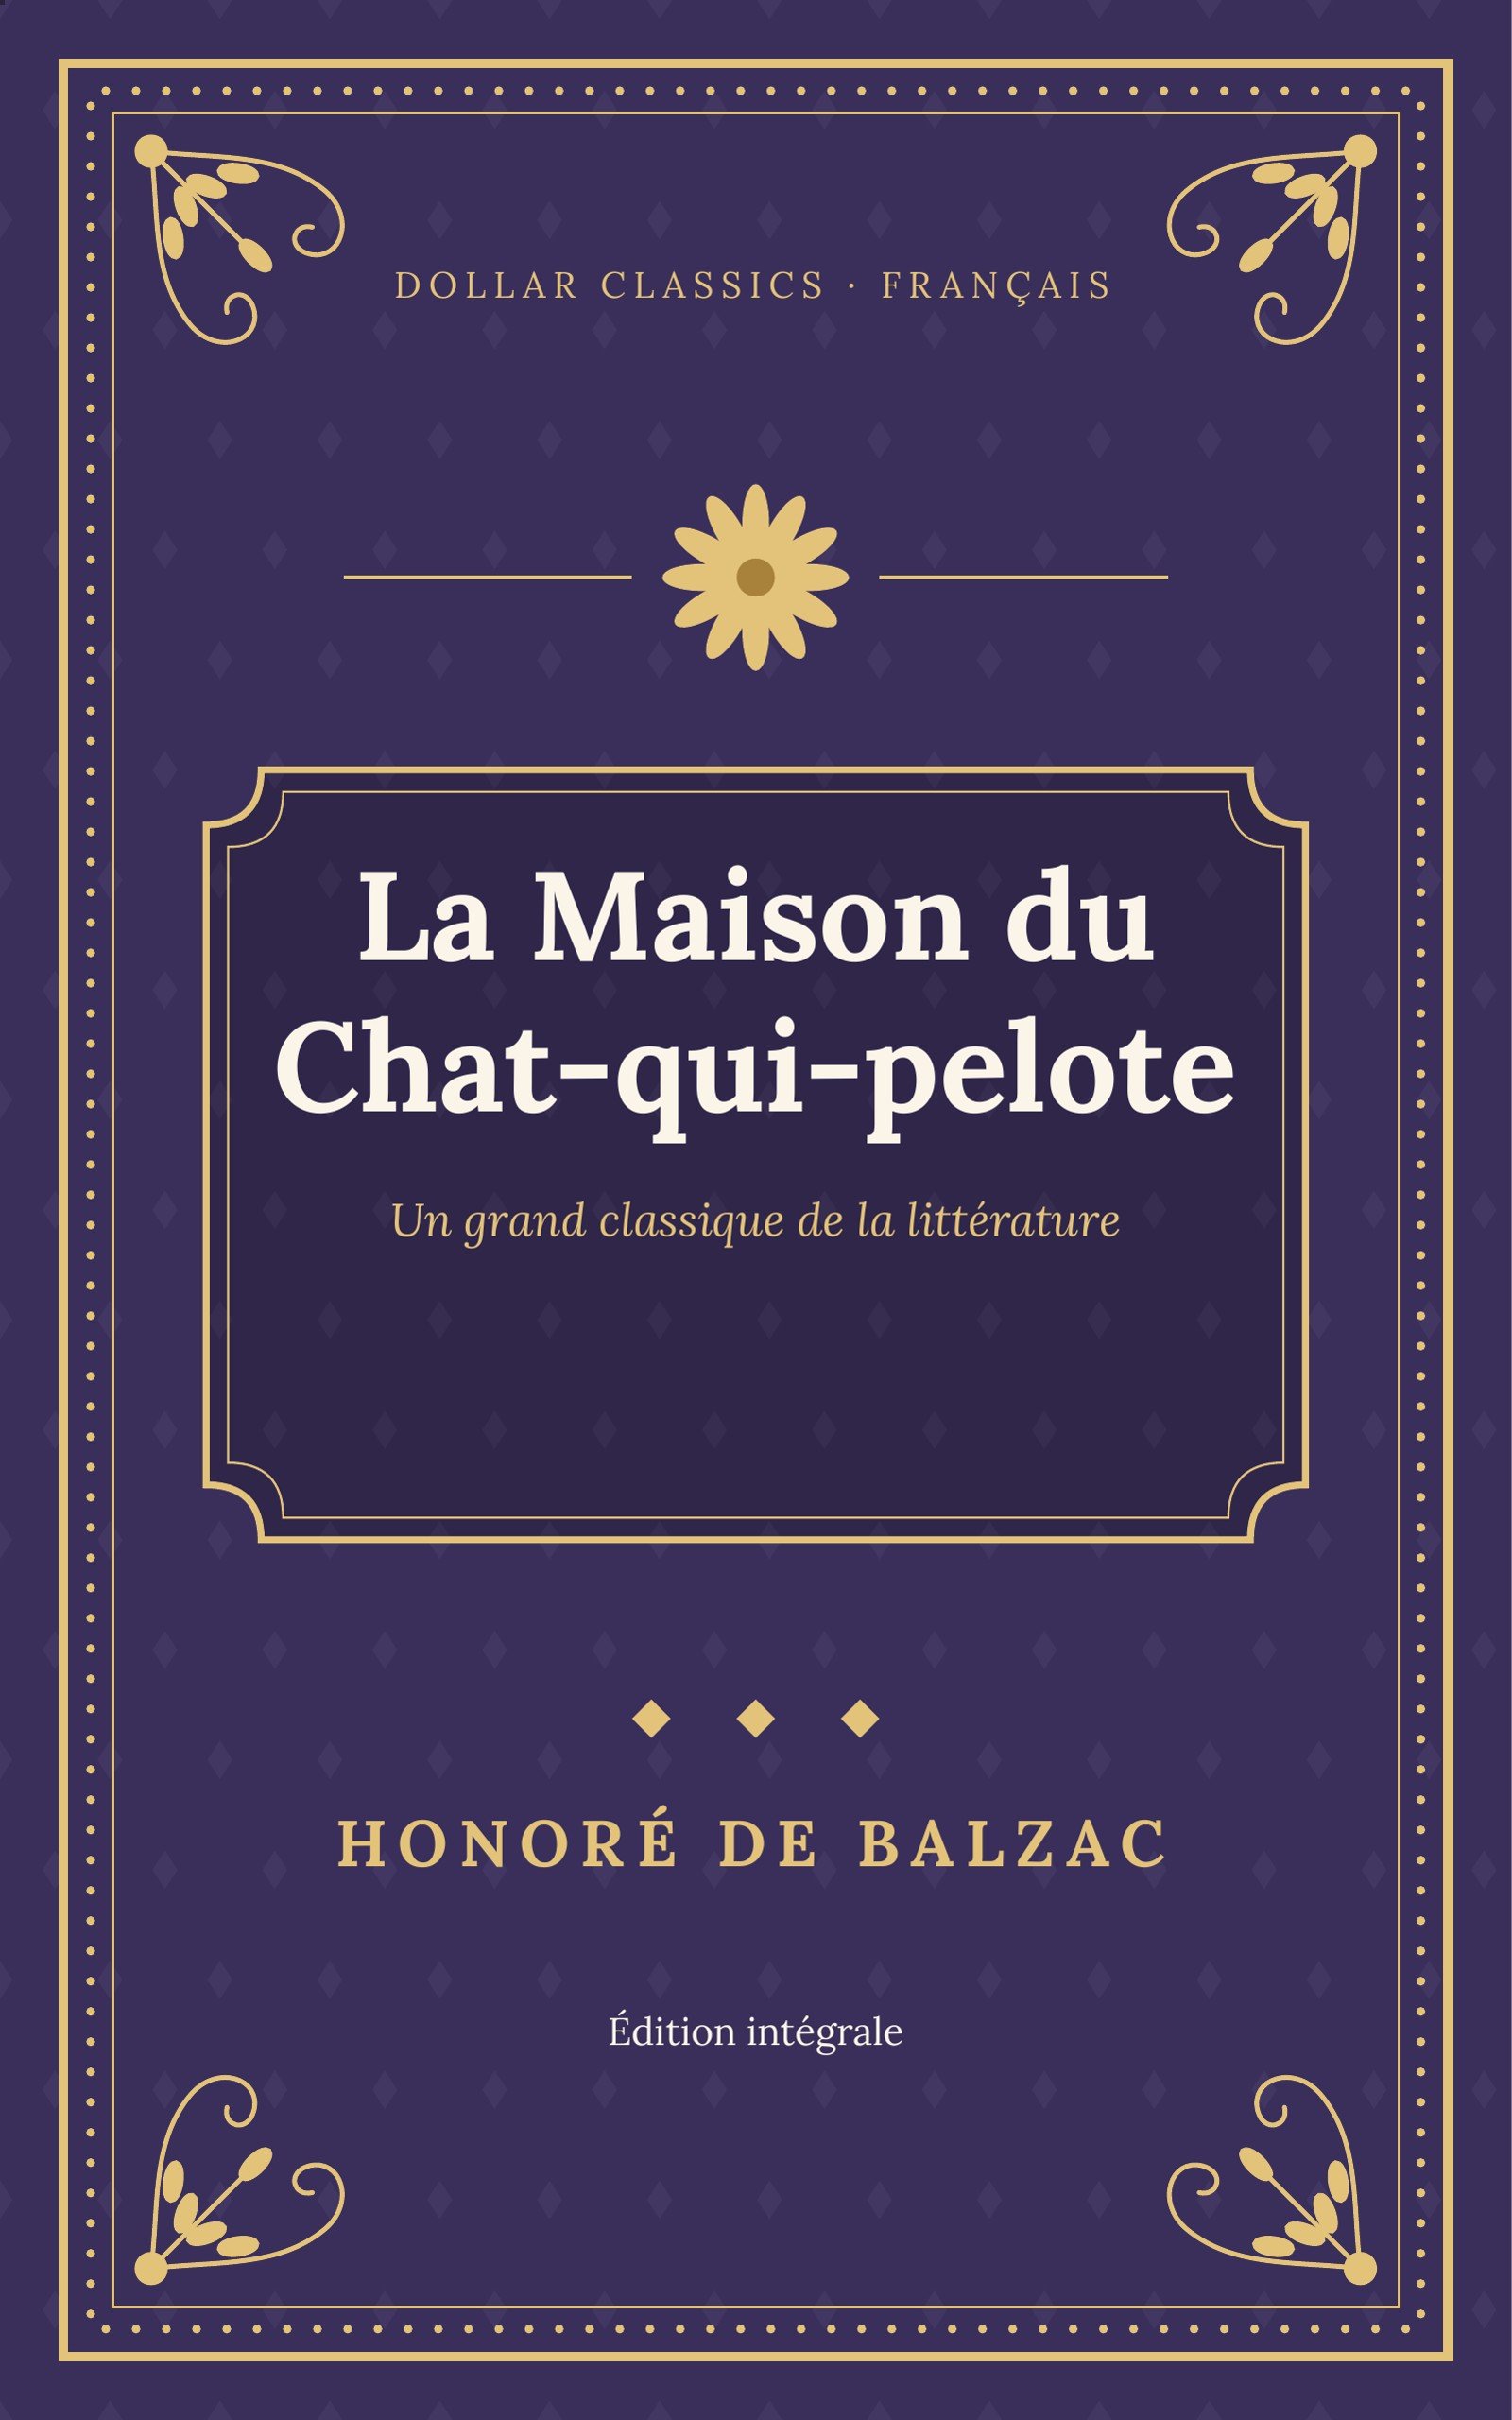 DOLLAR CLASSICS · FRANÇAIS
La Maison du
Chat-qui-pelote
Un grand classique de la littérature
HONORÉ DE BALZAC
Édition intégrale